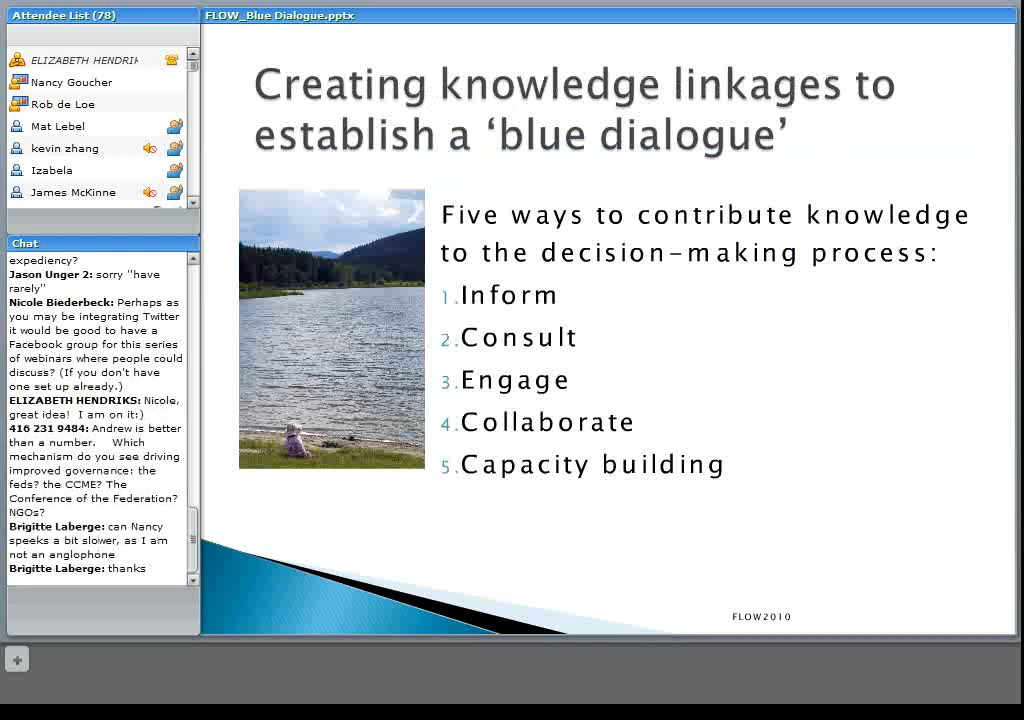 Attendee List (78)
ELIZABETH HENDRIK
Nancy Goucher
Rob de Loe
Mat Lebel
kevin zhang
Izabela
James McKinne
Chat
expediency?
Jason Unger 2: sorry "have
rarely"
Nicole Biederbeck: Perhaps as
you may be integrating Twitter
it would be good to have a
Facebook group for this series
of webinars where people could
discuss? (If you don't have
one set up already.)
ELIZABETH HENDRIKS: Nicole,
great idea! I am on it:)
416 231 9484: Andrew is better
than a number. Which
mechanism do you see driving
improved governance: the
feds? the CCME? The
Conference of the Federation?
NGOs?
Brigitte Laberge: can Nancy
speeks a bit slower, as I am
not an anglophone
Brigitte Laberge: thanks
FLOW_Blue Dialogue.pptx
Creating knowledge linkages to
establish a ‘blue dialogue’
Five ways to contribute knowledge
to the decision-making process:
1.Inform
2.Consult
3.Engage
4.Collaborate
5.Capacity building
FLOW2010